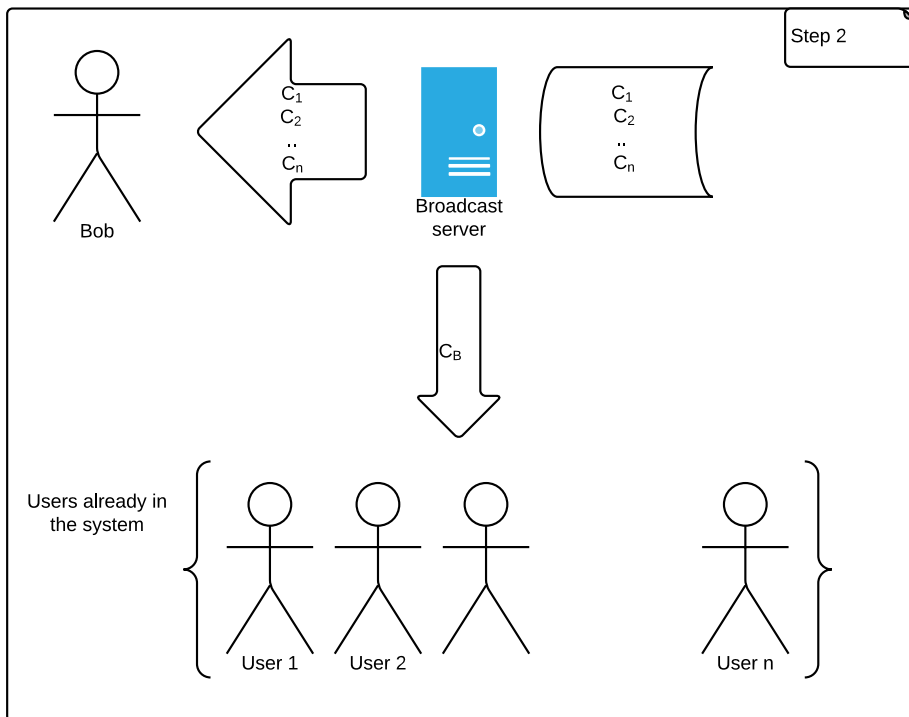 Step 2
C₁
C₂
..
Cₙ
C₁
C₂
..
Cₙ
Bob
Broadcast
server
C_B
Users already in
the system
User 1
User 2
User n